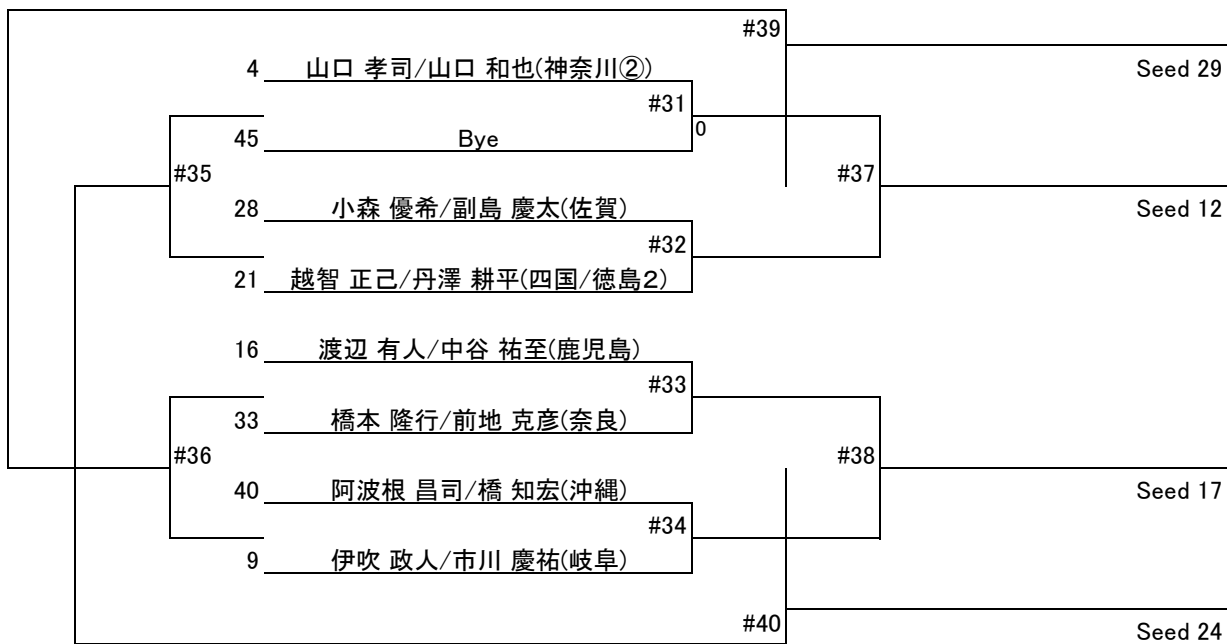 #39
Seed 29
4 山口 孝司/山口 和也(神奈川②)
#31
0
45 Bye
#35
#37
28 小森 優希/副島 慶太(佐賀)
Seed 12
#32
21 越智 正己/丹澤 耕平(四国/徳島2)
16 渡辺 有人/中谷 祐至(鹿児島)
#33
33 橋本 隆行/前地 克彦(奈良)
#36
#38
40 阿波根 昌司/橋 知宏(沖縄)
Seed 17
#34
9 伊吹 政人/市川 慶祐(岐阜)
#40
Seed 24